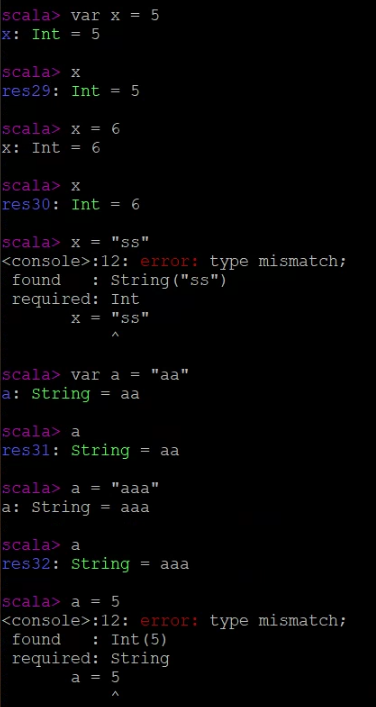 scala> var x = 5
x: Int = 5
scala> x
res29: Int = 5
scala> x = 6
x: Int = 6
scala> x
res30: Int = 6
scala> x = "ss"
<console>:12: error: type mismatch;
 found   : String("ss")
 required: Int
       x = "ss"
           ^
scala> var a = "aa"
a: String = aa
scala> a
res31: String = aa
scala> a = "aaa"
a: String = aaa
scala> a
res32: String = aaa
scala> a = 5
<console>:12: error: type mismatch;
 found   : Int(5)
 required: String
       a = 5
           ^